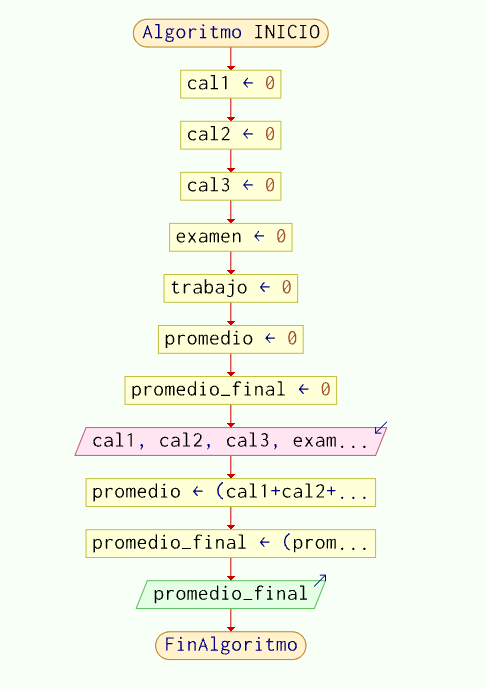 Algoritmo INICIO
cal1 ← 0
cal2 ← 0
cal3 ← 0
examen ← 0
trabajo ← 0
promedio ← 0
promedio_final ← 0
cal1, cal2, cal3, exam...
promedio ← (cal1+cal2+...
promedio_final ← (prom...
promedio_final
FinAlgoritmo